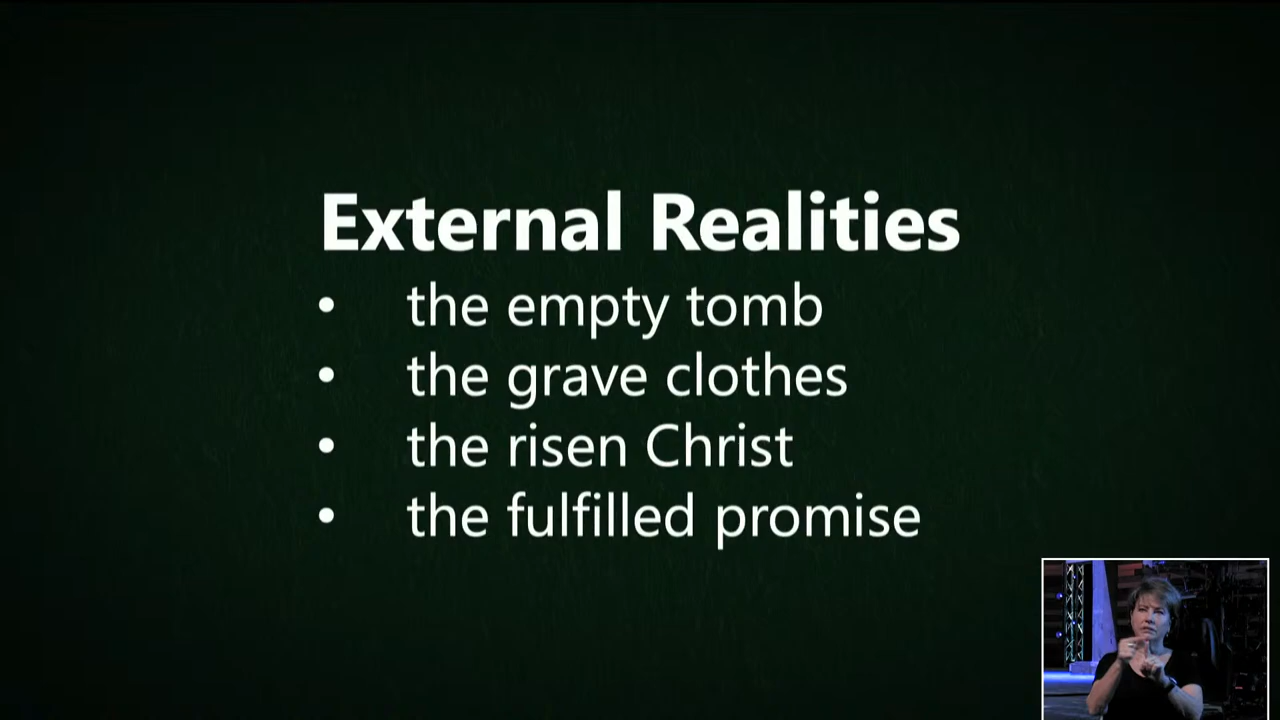 External Realities
• the empty tomb
• the grave clothes
• the risen Christ
• the fulfilled promise